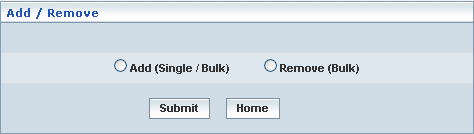 Add / Remove
Add (Single / Bulk) Remove (Bulk)
Submit Home